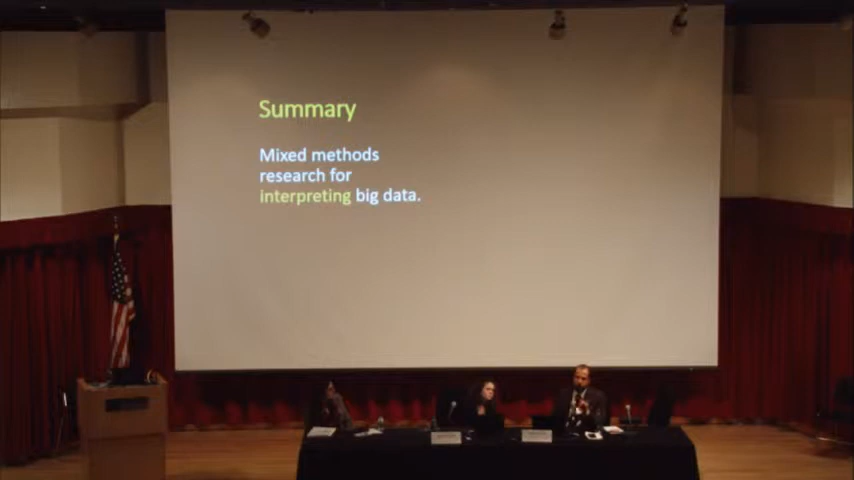 Summary
Mixed methods
research for
interpreting big data.